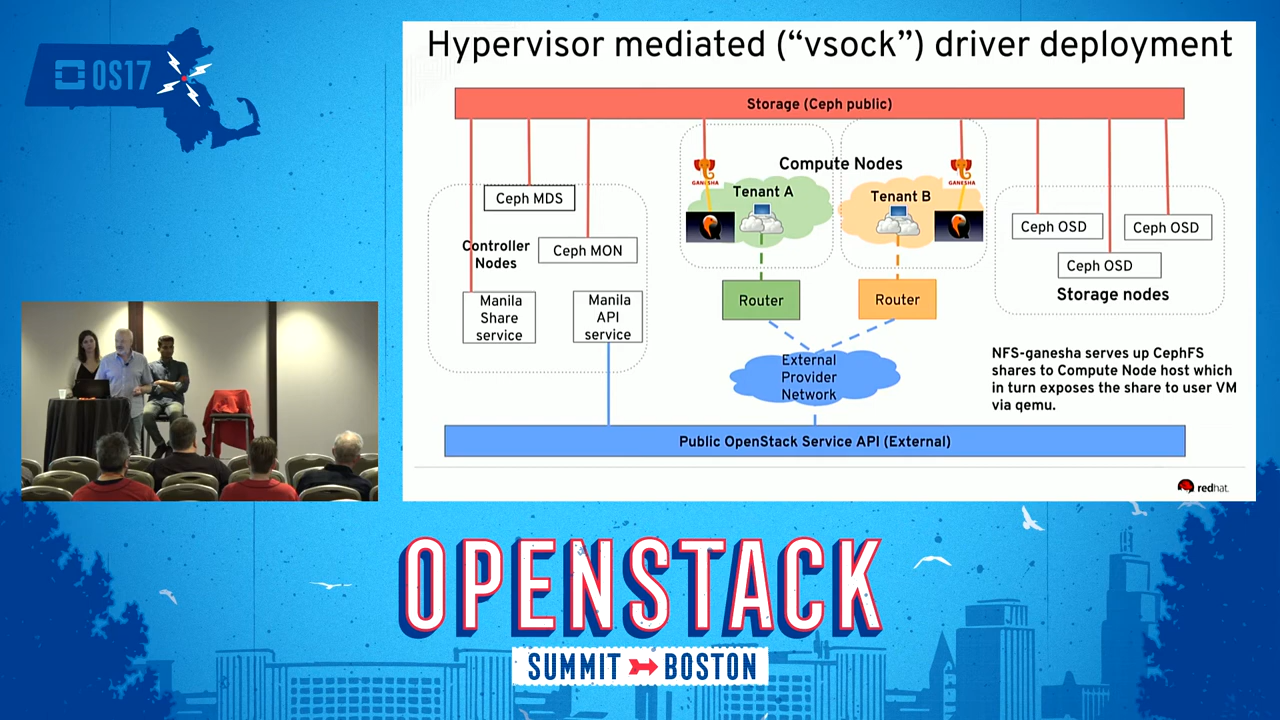 OS17
Hypervisor mediated (“vsock”) driver deployment
Storage (Ceph public)
Ceph MDS
Controller
Nodes
Ceph MON
Manila
Share
service
Manila
API
service
Compute Nodes
GANESHA
Tenant A
GANESHA
Tenant B
Router
Router
External
Provider
Network
Ceph OSD
Ceph OSD
Ceph OSD
Storage nodes
NFS-ganesha serves up CephFS
shares to Compute Node host which
in turn exposes the share to user VM
via qemu.
Public OpenStack Service API (External)
redhat.
OPENSTACK
SUMMIT BOSTON